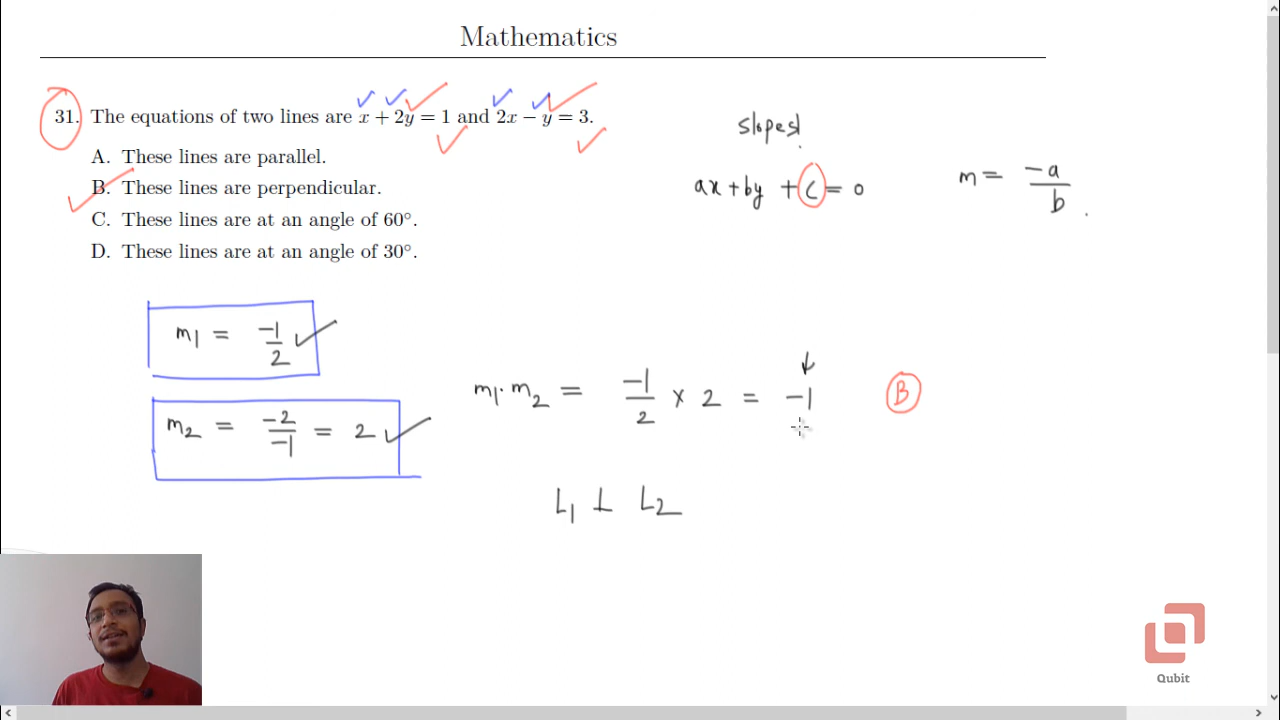 Mathematics
31. The equations of two lines are x + 2y = 1 and 2x − y = 3.
A. These lines are parallel.
B. These lines are perpendicular.
C. These lines are at an angle of 60°.
D. These lines are at an angle of 30°.
slopes
ax + by + c = 0
m = -a/b
m1 = -1/2
m2 = -2/-1 = 2
m1·m2 = -1/2 × 2 = -1
B
L1 ⊥ L2
Qubit